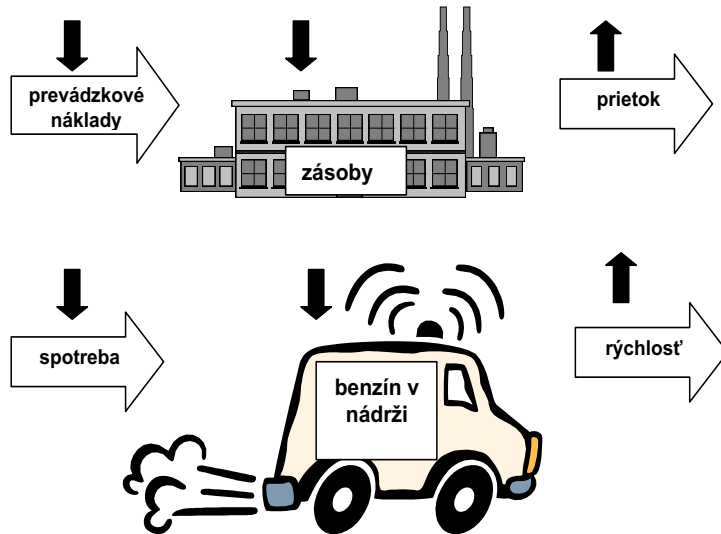 prevádzkové
náklady
zásoby
prietok
spotreba
benzín v
nádrži
rýchlosť